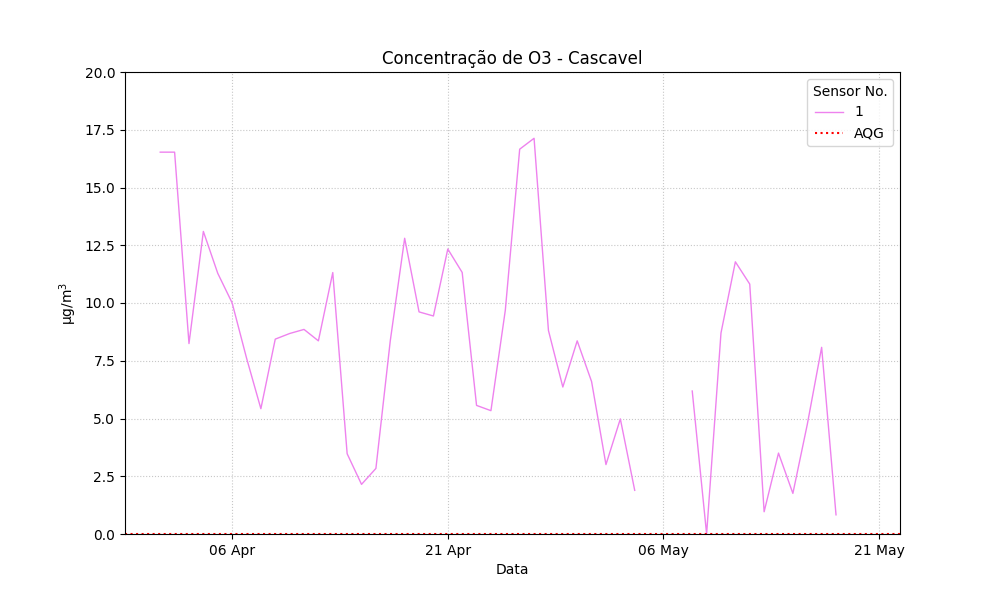 Concentração de O3 - Cascavel
20.0
17.5
15.0
12.5
10.0
7.5
5.0
2.5
0.0
µg/m³
06 Apr
21 Apr
06 May
21 May
Data
Sensor No.
1
AQG